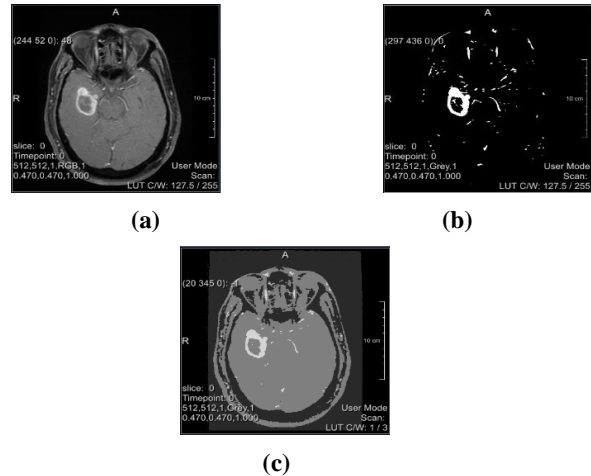 A
(244 52 0): 48
R
10 cm
slice: 0
Timepoint: 0
512,512,1,RGB,1
0.470,0.470,1.000
User Mode
Scan:
LUT C/W: 127.5 / 255
(a)
A
(297 436 0): 0
R
10 cm
slice: 0
Timepoint: 0
512,512,1,Grey,1
0.470,0.470,1.000
User Mode
Scan:
LUT C/W: 127.5 / 255
(b)
A
(20 345 0): -1
R
10 cm
slice: 0
Timepoint: 0
512,512,1,Grey,1
0.470,0.470,1.000
User Mode
Scan:
LUT C/W: 1 / 3
(c)